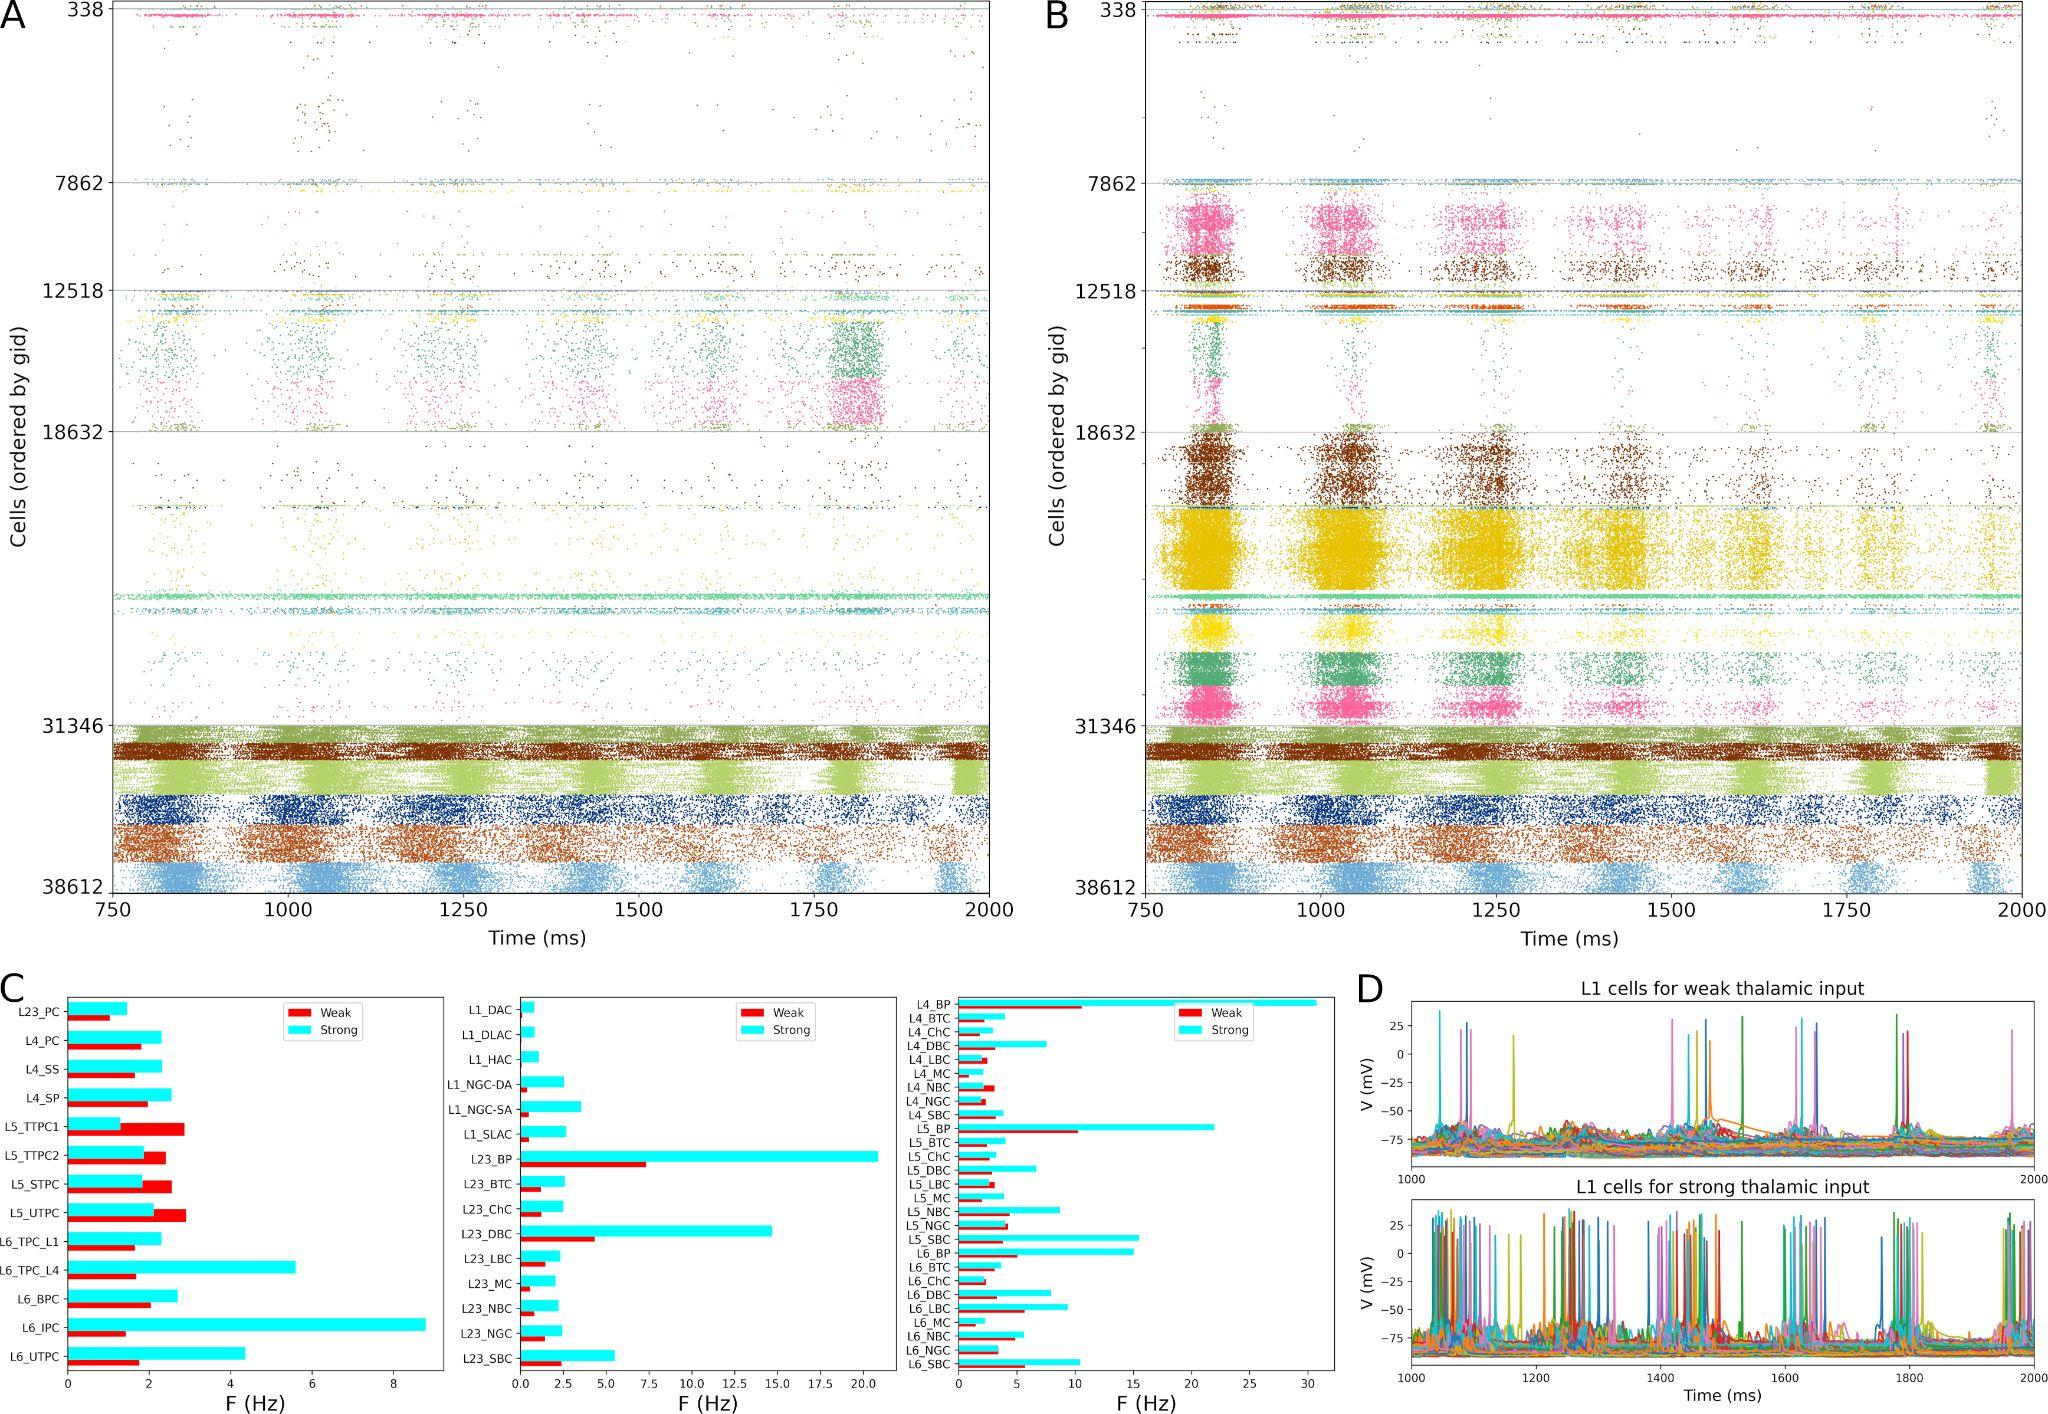 A
338
7862
12518
18632
31346
38612
750
1000
1250
1500
1750
2000
Time (ms)
Cells (ordered by gid)
B
338
7862
12518
18632
31346
38612
750
1000
1250
1500
1750
2000
Time (ms)
Cells (ordered by gid)
C
L23_PC
L4_PC
L4_SS
L4_SP
L5_TTPC1
L5_TTPC2
L5_STPC
L5_UTPC
L6_TPC_L1
L6_TPC_L4
L6_BPC
L6_IPC
L6_UTPC
Weak
Strong
0
2
4
6
8
F (Hz)
L1_DAC
L1_DLAC
L1_HAC
L1_NGC-DA
L1_NGC-SA
L1_SLAC
L23_BP
L23_BTC
L23_ChC
L23_DBC
L23_LBC
L23_MC
L23_NBC
L23_NGC
L23_SBC
Weak
Strong
0.0
2.5
5.0
7.5
10.0
12.5
15.0
17.5
20.0
F (Hz)
L4_BP
L4_BTC
L4_ChC
L4_DBC
L4_LBC
L4_MC
L4_NBC
L4_NGC
L4_SBC
L5_BP
L5_BTC
L5_ChC
L5_DBC
L5_LBC
L5_MC
L5_NBC
L5_NGC
L5_SBC
L6_BP
L6_BTC
L6_ChC
L6_DBC
L6_LBC
L6_MC
L6_NBC
L6_NGC
L6_SBC
Weak
Strong
0
5
10
15
20
25
30
F (Hz)
D
L1 cells for weak thalamic input
25
0
−25
−50
−75
V (mV)
1000
2000
L1 cells for strong thalamic input
25
0
−25
−50
−75
V (mV)
1000
1200
1400
1600
1800
2000
Time (ms)